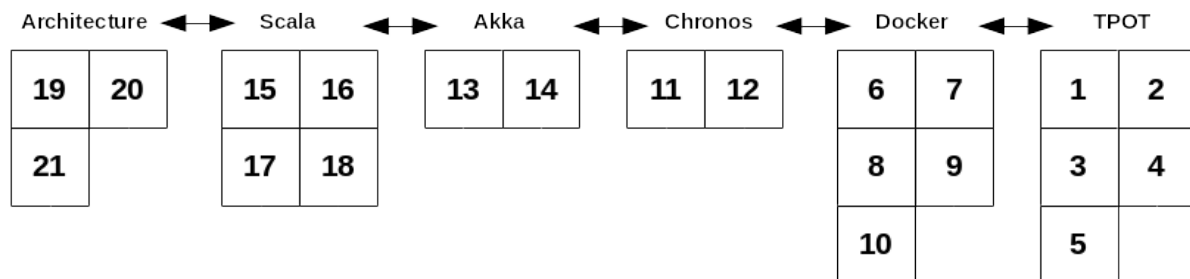 Architecture Scala Akka Chronos Docker TPOT
19 20 15 16 13 14 11 12 6 7 1 2
21 17 18 8 9 3 4
10 5